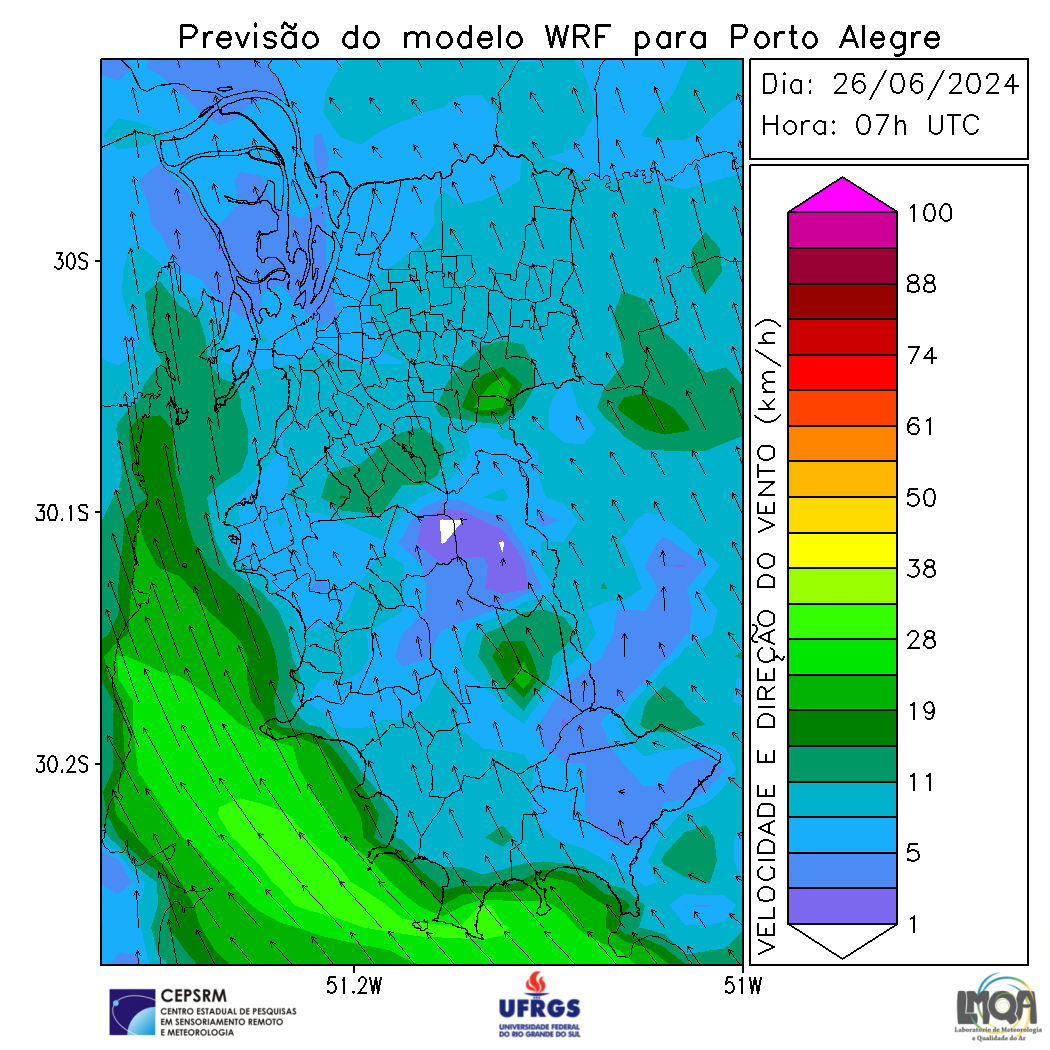 Previsão do modelo WRF para Porto Alegre
Dia: 26/06/2024
Hora: 07h UTC
30S
30.1S
30.2S
51.2W
51W
VELOCIDADE E DIREÇÃO DO VENTO (km/h)
100
88
74
61
50
38
28
19
11
5
1
CEPSRM
CENTRO ESTADUAL DE PESQUISAS
EM SENSORIAMENTO REMOTO
E METEOROLOGIA
UFRGS
UNIVERSIDADE FEDERAL
DO RIO GRANDE DO SUL
LMQA
Laboratório de Meteorologia
e Qualidade do Ar